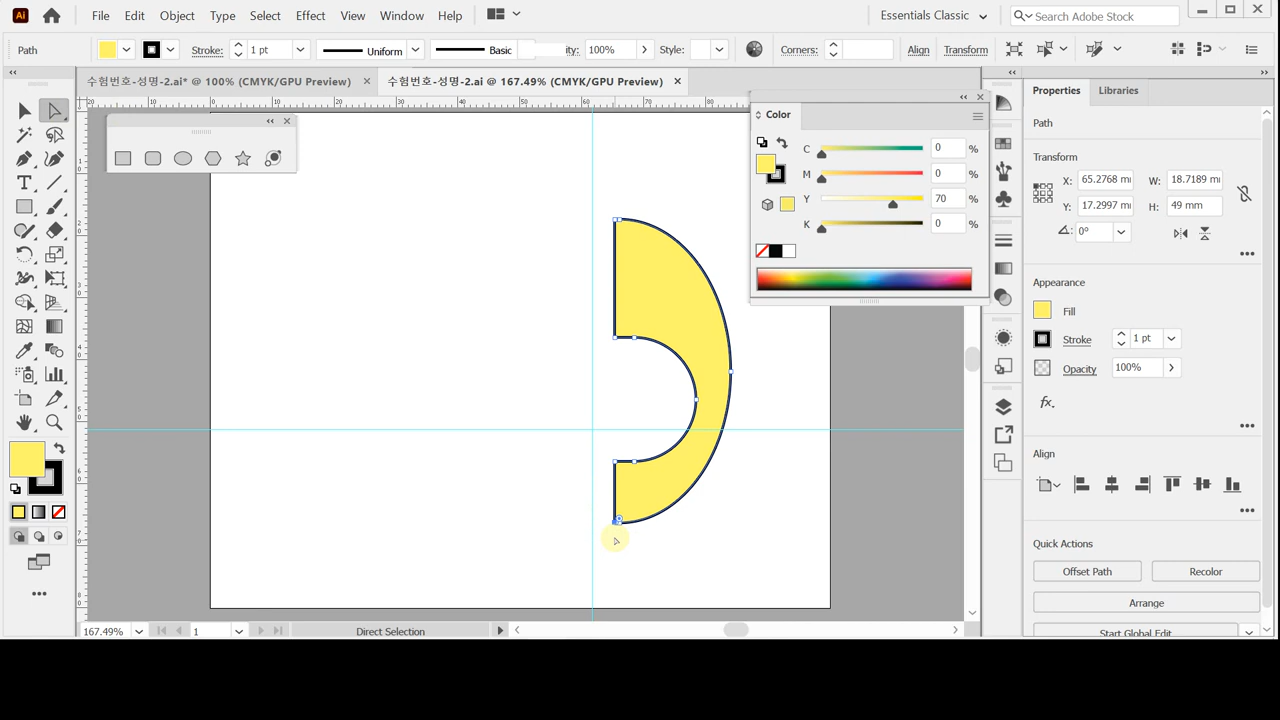 Ai File Edit Object Type Select Effect View Window Help Essentials Classic Search Adobe Stock
Path Stroke: 1 pt Uniform Basic ity: 100% Style: Corners: Align Transform
수험번호-성명-2.ai* @ 100% (CMYK/GPU Preview) 수험번호-성명-2.ai @ 167.49% (CMYK/GPU Preview)
Properties Libraries
Color
C 0 %
M 0 %
Y 70 %
K 0 %
Path
Transform
X: 65.2768 mm W: 18.7189 mm
Y: 17.2997 mm H: 49 mm
0°
Appearance
Fill
Stroke 1 pt
Opacity 100%
fx.
Align
Quick Actions
Offset Path Recolor
Arrange
Start Global Edit
167.49% 1 Direct Selection